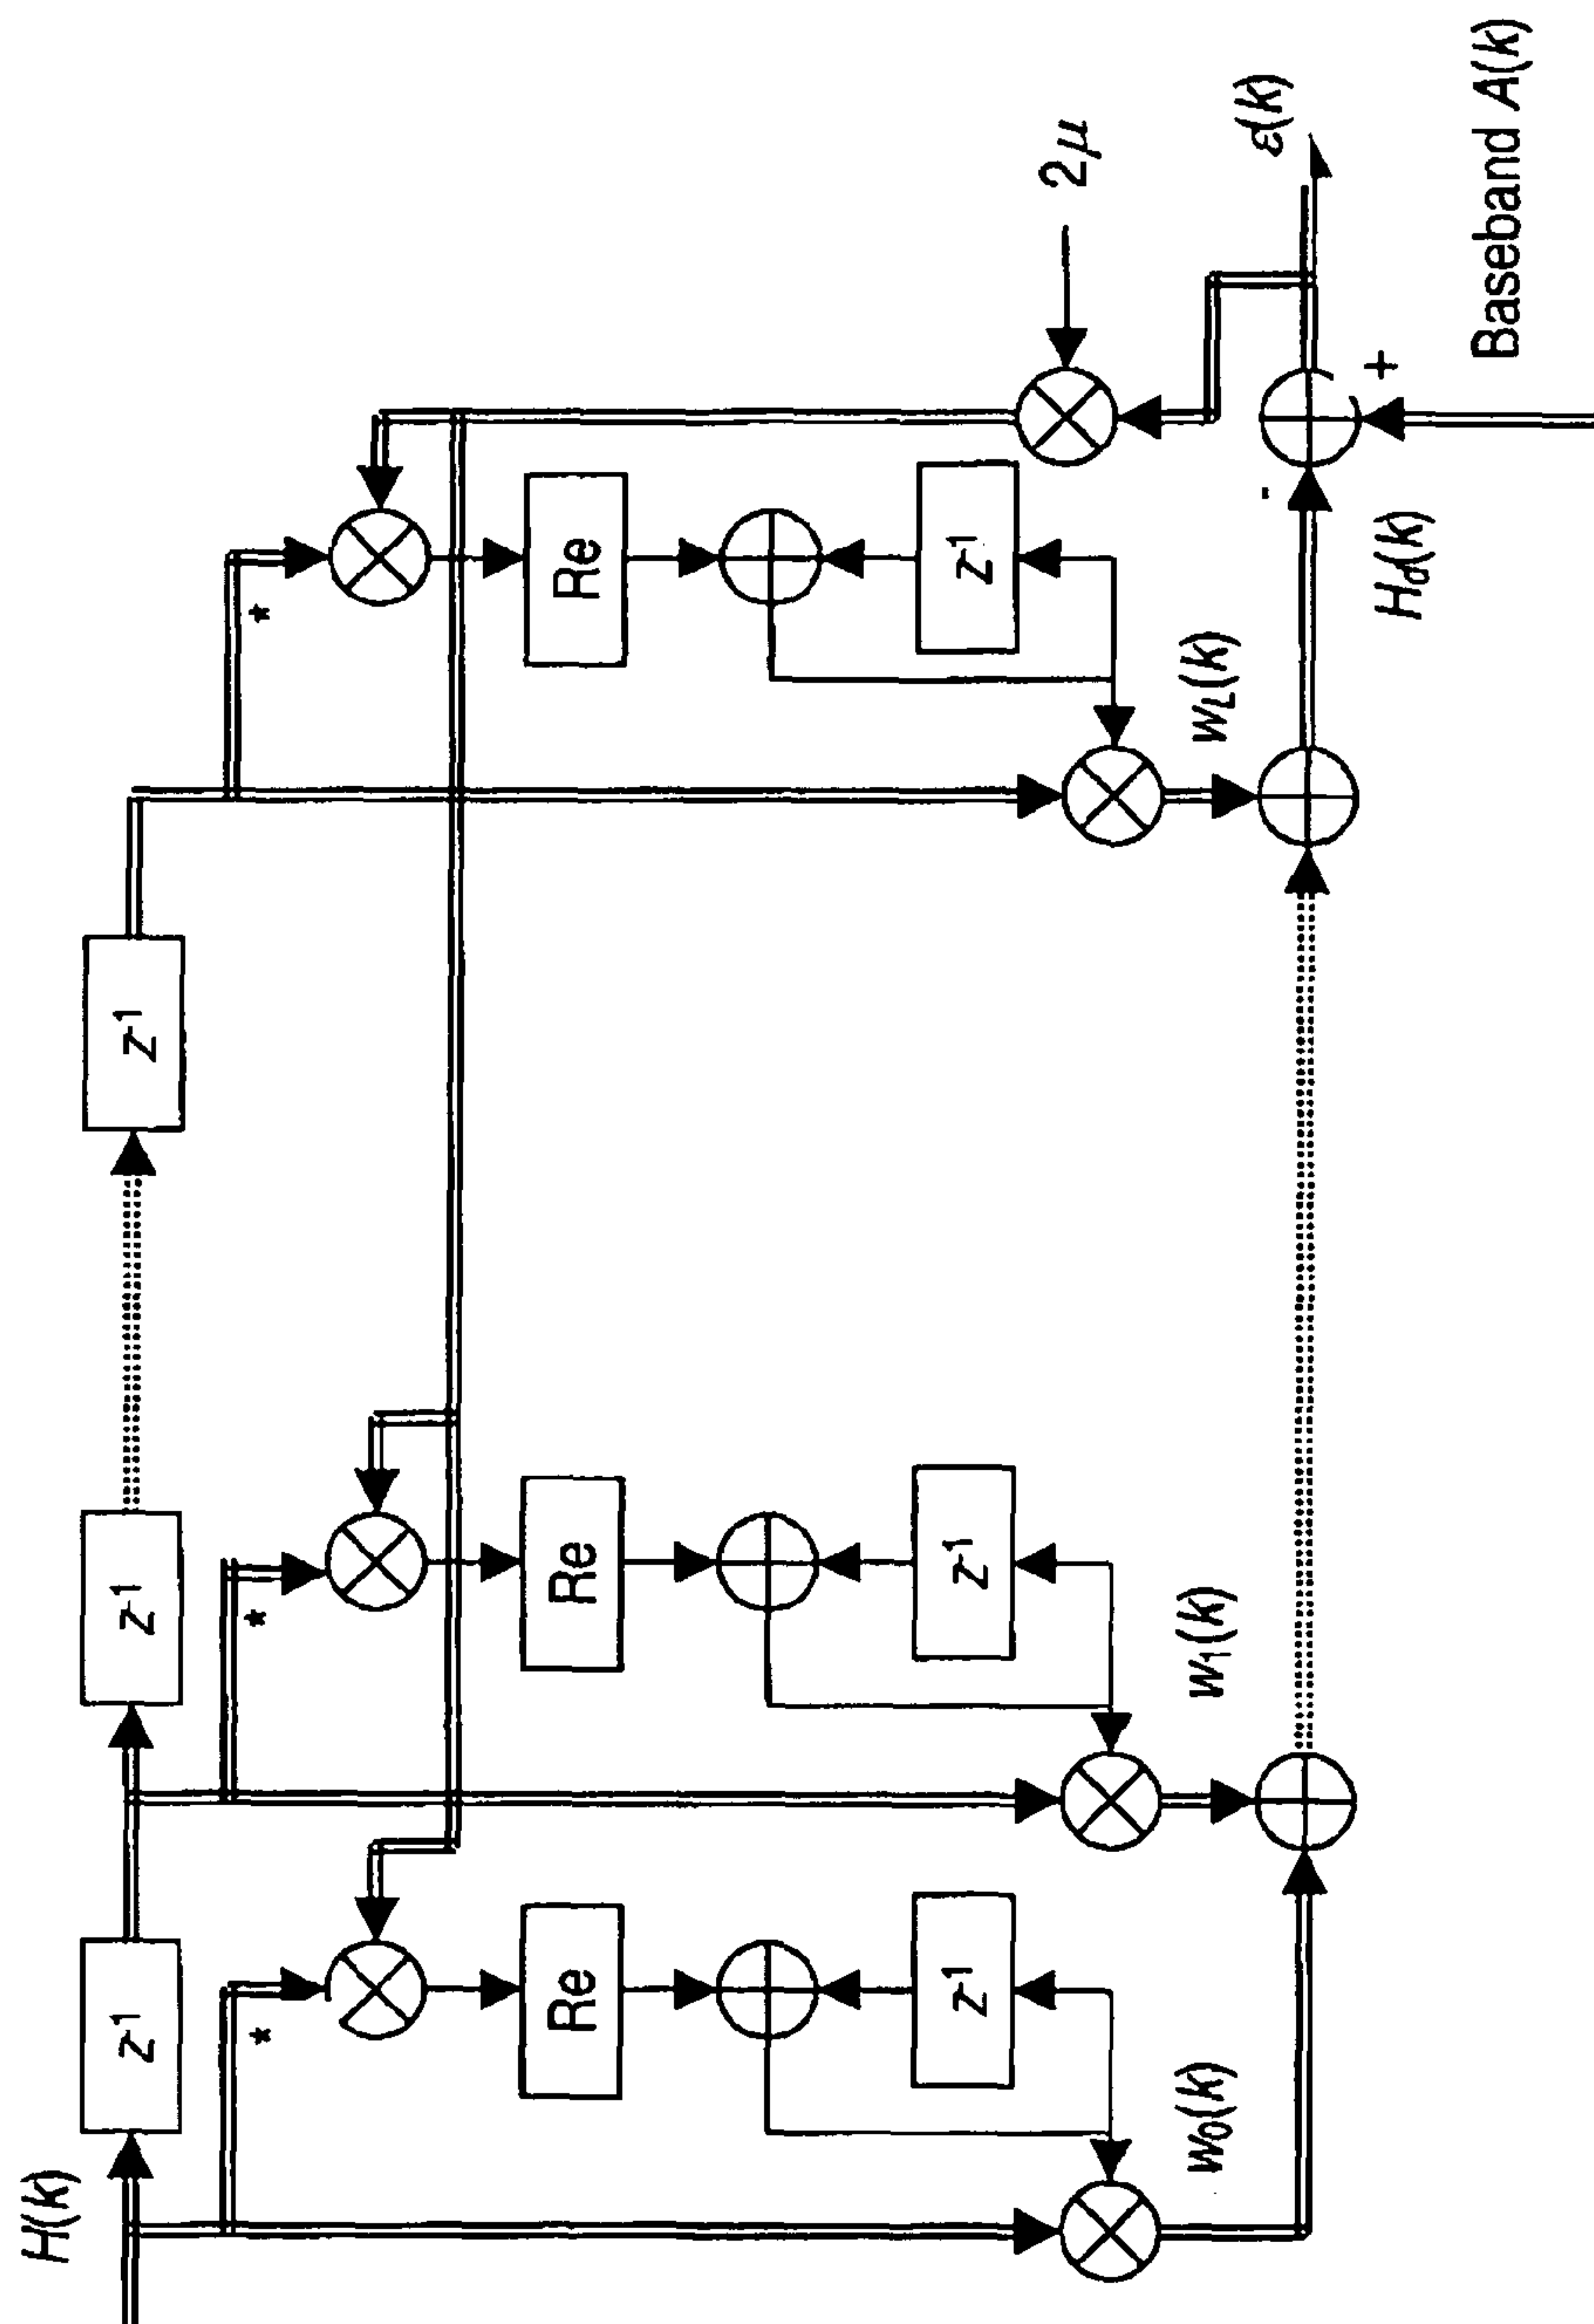 H(k)
z-1
z-1
z-1
*
*
*
Re
Re
Re
z-1
z-1
z-1
2μ
w0(k)
w1(k)
wL(k)
ε(k)
-
+
Hd(k)
Baseband A(k)